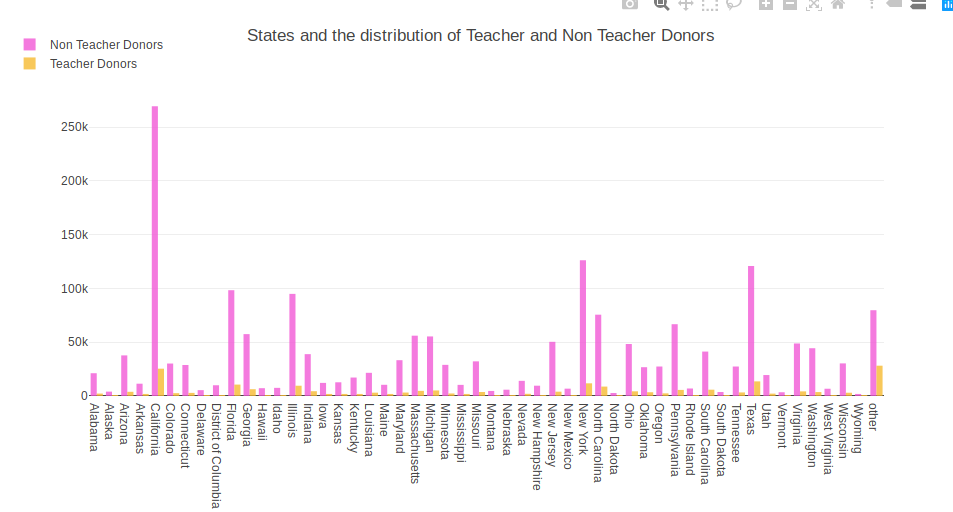 States and the distribution of Teacher and Non Teacher Donors
Non Teacher Donors
Teacher Donors
250k
200k
150k
100k
50k
0
Alabama
Alaska
Arizona
Arkansas
California
Colorado
Connecticut
Delaware
District of Columbia
Florida
Georgia
Hawaii
Idaho
Illinois
Indiana
Iowa
Kansas
Kentucky
Louisiana
Maine
Maryland
Massachusetts
Michigan
Minnesota
Mississippi
Missouri
Montana
Nebraska
Nevada
New Hampshire
New Jersey
New Mexico
New York
North Carolina
North Dakota
Ohio
Oklahoma
Oregon
Pennsylvania
Rhode Island
South Carolina
South Dakota
Tennessee
Texas
Utah
Vermont
Virginia
Washington
West Virginia
Wisconsin
Wyoming
other